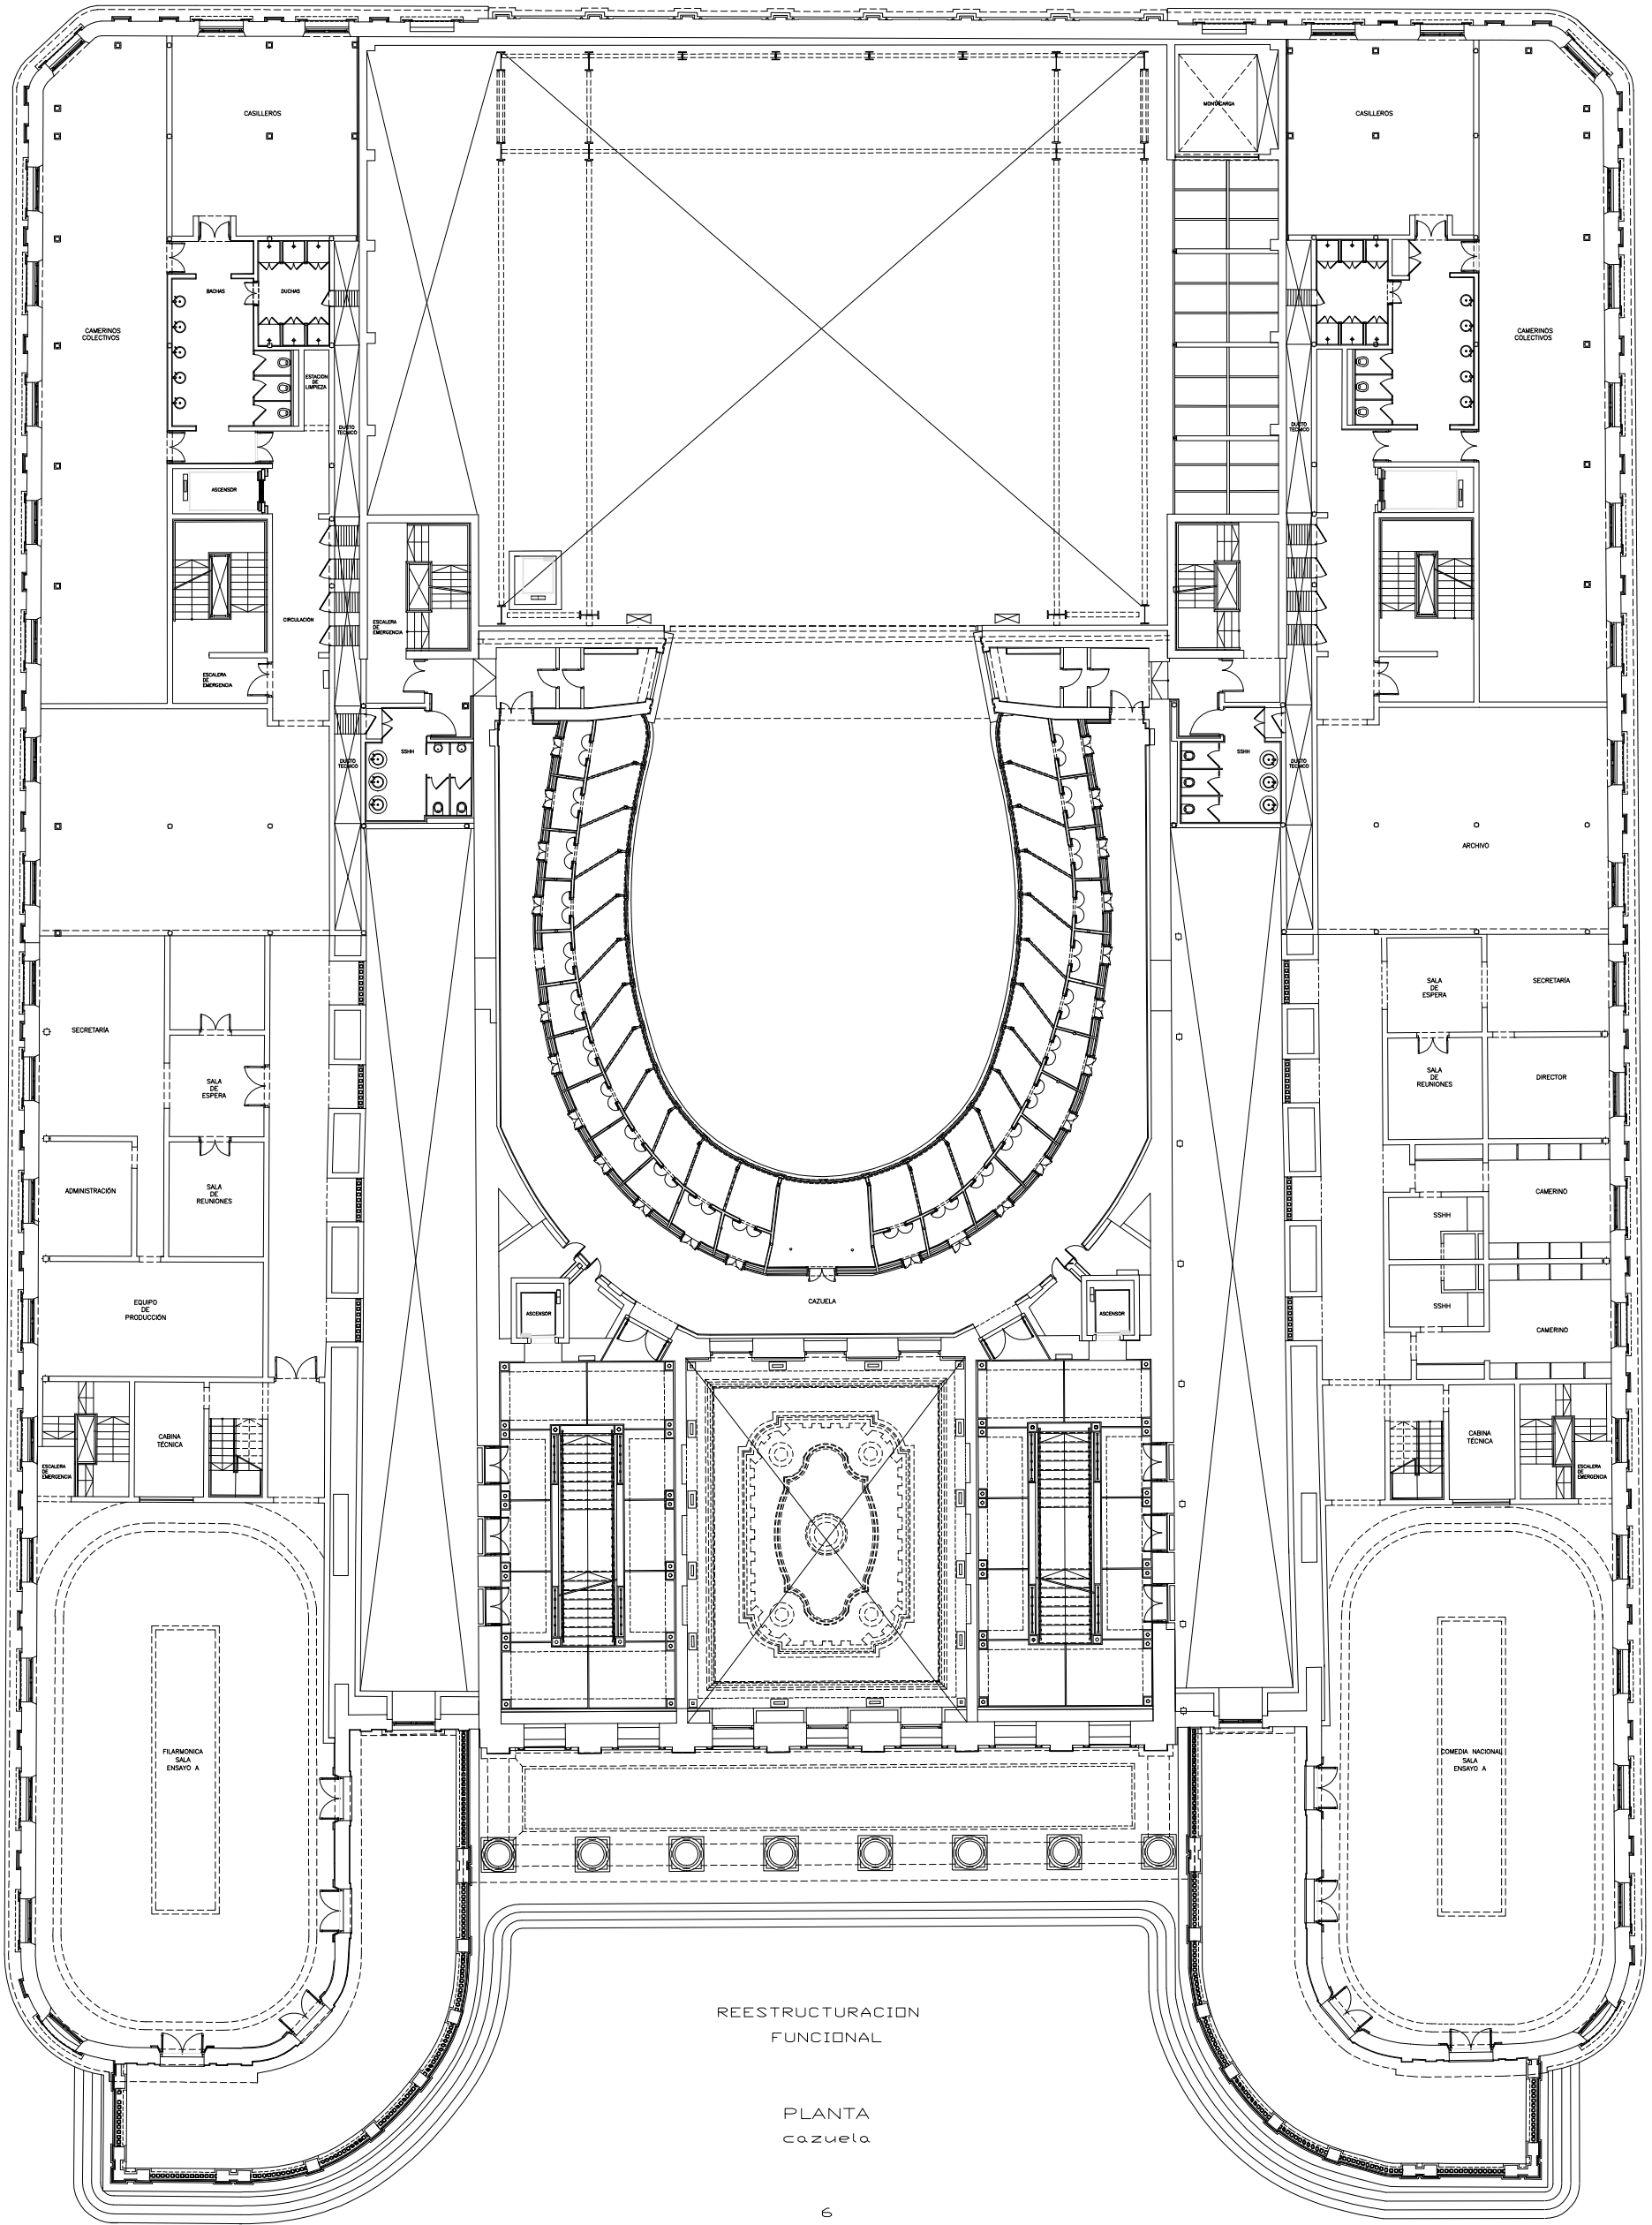 CASILLEROS
MONTACARGA
CASILLEROS
BACHAS
DUCHAS
CAMERINOS
COLECTIVOS
CAMERINOS
COLECTIVOS
ESTACIÓN
DE
LIMPIEZA
DUCTO
TECNICO
DUCTO
TECNICO
ASCENSOR
CIRCULACIÓN
ESCALERA
DE
EMERGENCIA
ESCALERA
DE
EMERGENCIA
SSHH
SSHH
DUCTO
TECNICO
DUCTO
TECNICO
ARCHIVO
SECRETARÍA
SALA
DE
ESPERA
SECRETARÍA
SALA
DE
ESPERA
SALA
DE
REUNIONES
DIRECTOR
ADMINISTRACIÓN
SALA
DE
REUNIONES
CAMERINO
SSHH
EQUIPO
DE
PRODUCCIÓN
CAZUELA
ASCENSOR
ASCENSOR
SSHH
CAMERINO
CABINA
TÉCNICA
CABINA
TÉCNICA
ESCALERA
DE
EMERGENCIA
ESCALERA
DE
EMERGENCIA
FILARMONICA
SALA
ENSAYO A
COMEDIA NACIONAL
SALA
ENSAYO A
REESTRUCTURACION
FUNCIONAL
PLANTA
cazuela
6